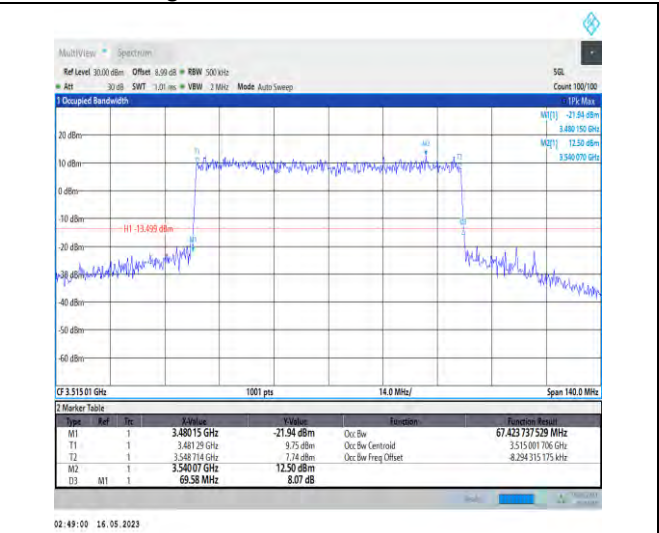 MultiView Spectrum
Ref Level 30.00 dBm Offset 8.99 dB RBW 500 kHz SGL
Att 30 dB SWT 1.01 ms VBW 2 MHz Mode Auto Sweep Count 100/100
1 Occupied Bandwidth 1Pk Max
M1[1] -21.94 dBm
3.480 150 GHz
M2[1] 12.50 dBm
3.540 070 GHz
20 dBm
10 dBm
0 dBm
-10 dBm
H1 -13.499 dBm
-20 dBm
-30 dBm
-40 dBm
-50 dBm
-60 dBm
CF 3.515 01 GHz 1001 pts 14.0 MHz/ Span 140.0 MHz
2 Marker Table
Type Ref Trc X-Value Y-Value Function Function Result
M1 1 3.48015 GHz -21.94 dBm Occ Bw 67.423 737 529 MHz
T1 1 3.481 29 GHz 9.75 dBm Occ Bw Centroid 3.515 001 706 GHz
T2 1 3.548 714 GHz 7.74 dBm Occ Bw Freq Offset -8.294 315 175 kHz
M2 1 3.54007 GHz 12.50 dBm
D3 M1 1 69.58 MHz 8.07 dB
02:49:00 16.05.2023